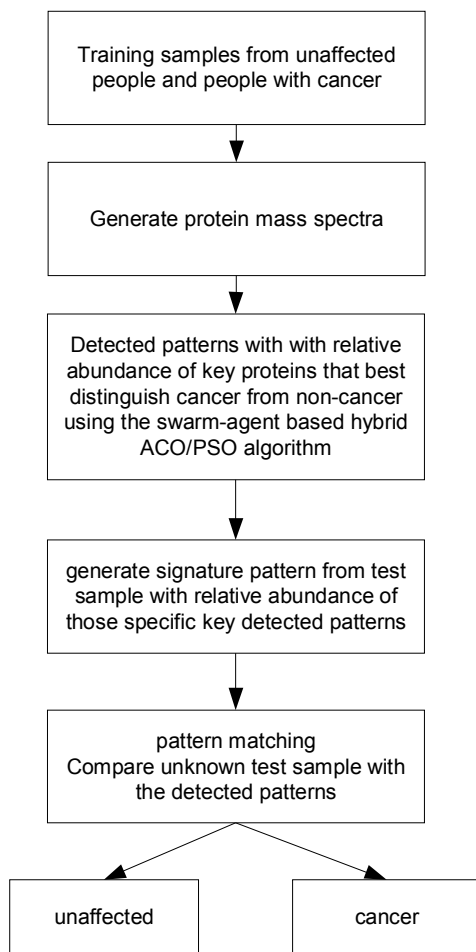 Training samples from unaffected
people and people with cancer
Generate protein mass spectra
Detected patterns with with relative
abundance of key proteins that best
distinguish cancer from non-cancer
using the swarm-agent based hybrid
ACO/PSO algorithm
generate signature pattern from test
sample with relative abundance of
those specific key detected patterns
pattern matching
Compare unknown test sample with
the detected patterns
unaffected
cancer